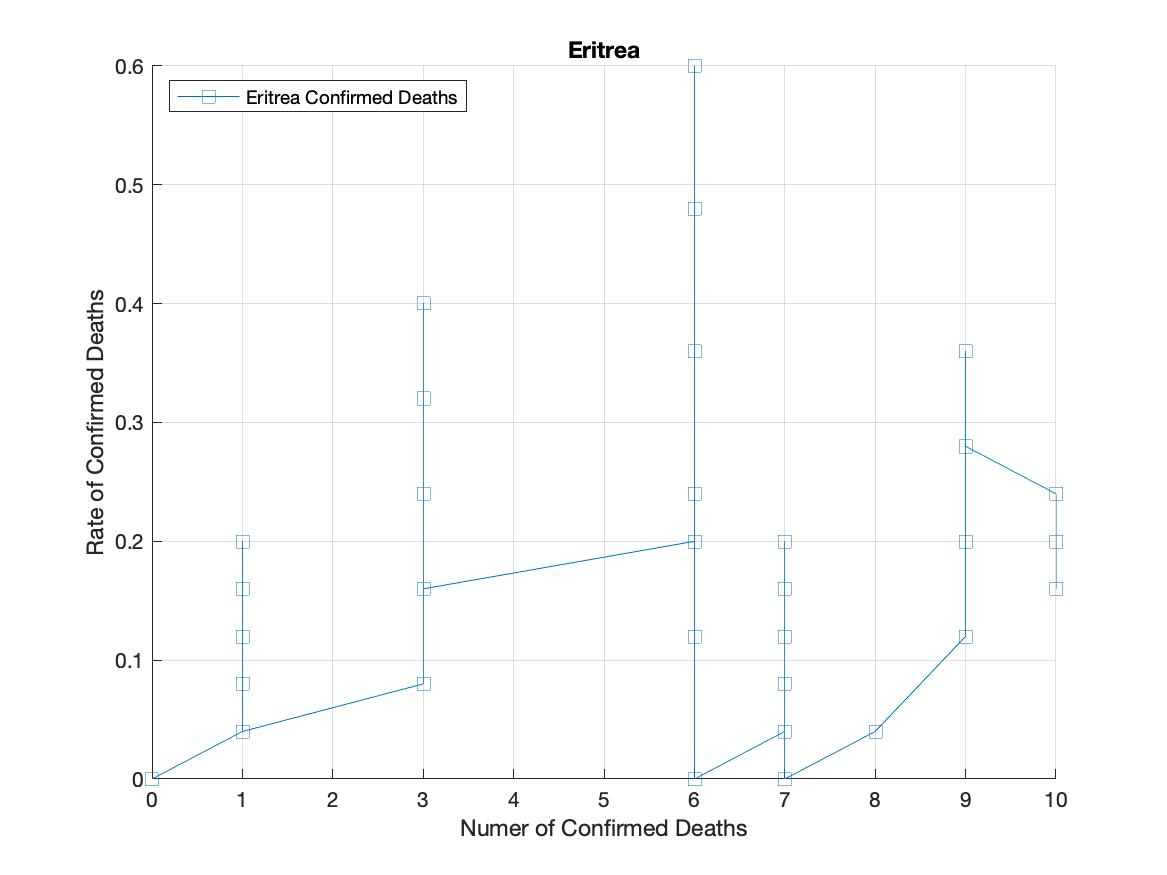 Eritrea
Eritrea Confirmed Deaths
0.6
0.5
0.4
0.3
0.2
0.1
0
Rate of Confirmed Deaths
0 1 2 3 4 5 6 7 8 9 10
Numer of Confirmed Deaths